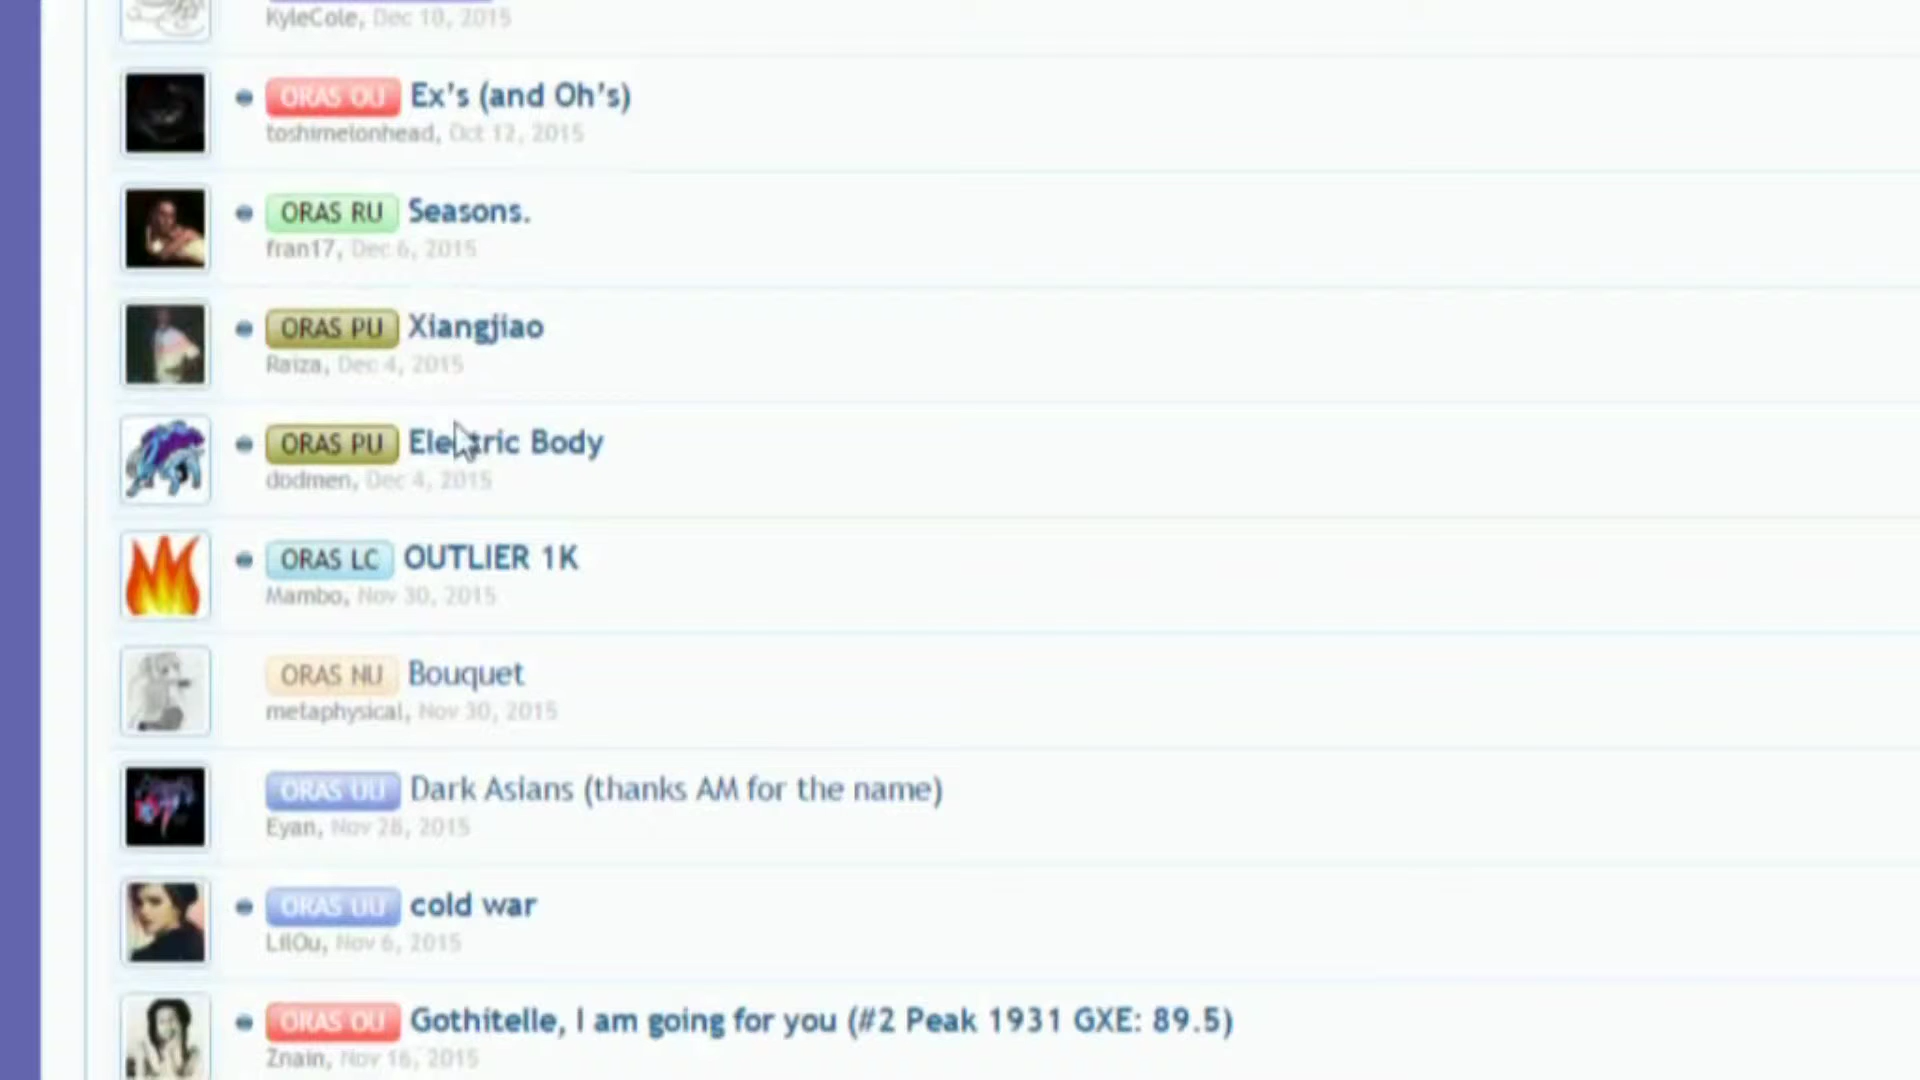 KyleCole, Dec 10, 2015
ORAS OU Ex's (and Oh's)
toshimelonhead, Oct 12, 2015
ORAS RU Seasons.
fran17, Dec 6, 2015
ORAS PU Xiangjiao
Raiza, Dec 4, 2015
ORAS PU Electric Body
dodmen, Dec 4, 2015
ORAS LC OUTLIER 1K
Mambo, Nov 30, 2015
ORAS NU Bouquet
metaphysical, Nov 30, 2015
ORAS UU Dark Asians (thanks AM for the name)
Eyan, Nov 28, 2015
ORAS UU cold war
LilOu, Nov 6, 2015
ORAS OU Gothitelle, I am going for you (#2 Peak 1931 GXE: 89.5)
Znain, Nov 16, 2015